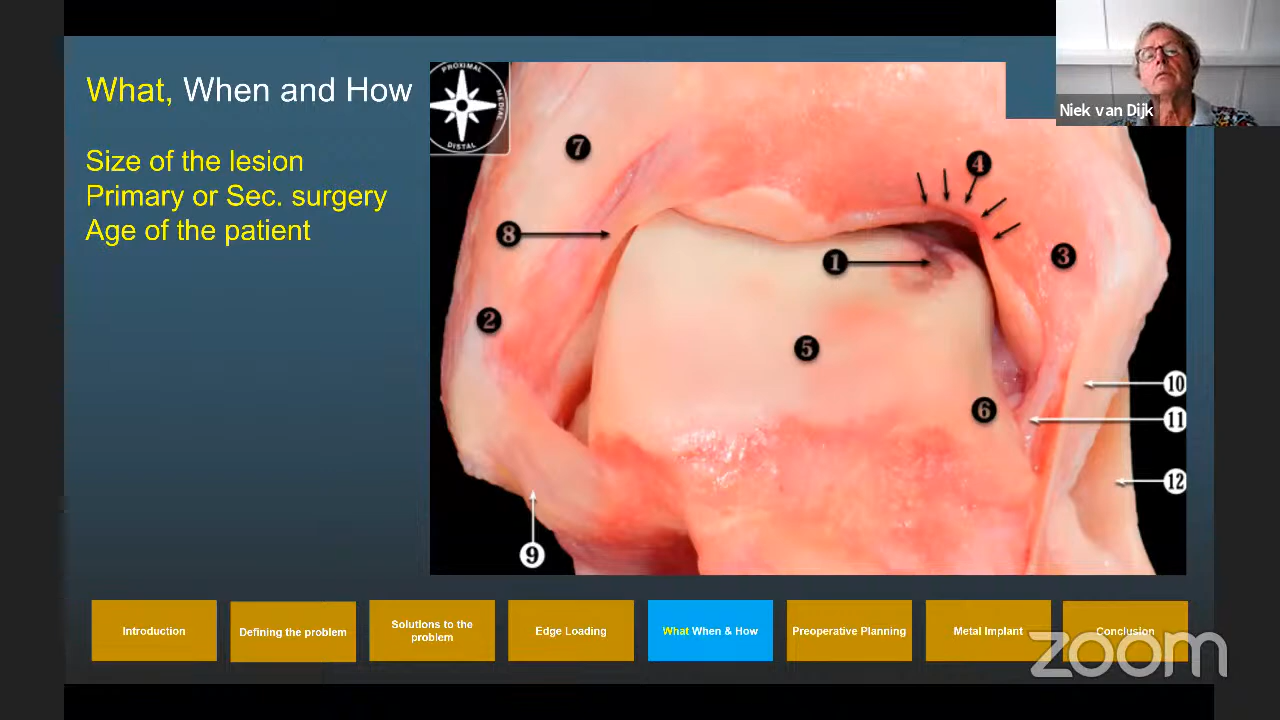 What, When and How
Size of the lesion
Primary or Sec. surgery
Age of the patient
PROXIMAL
MEDIAL
DISTAL
7
4
8
1
3
2
5
10
6
11
12
9
Niek van Dijk
Introduction
Defining the problem
Solutions to the
problem
Edge Loading
What When & How
Preoperative Planning
Metal Implant
Conclusion
zoom